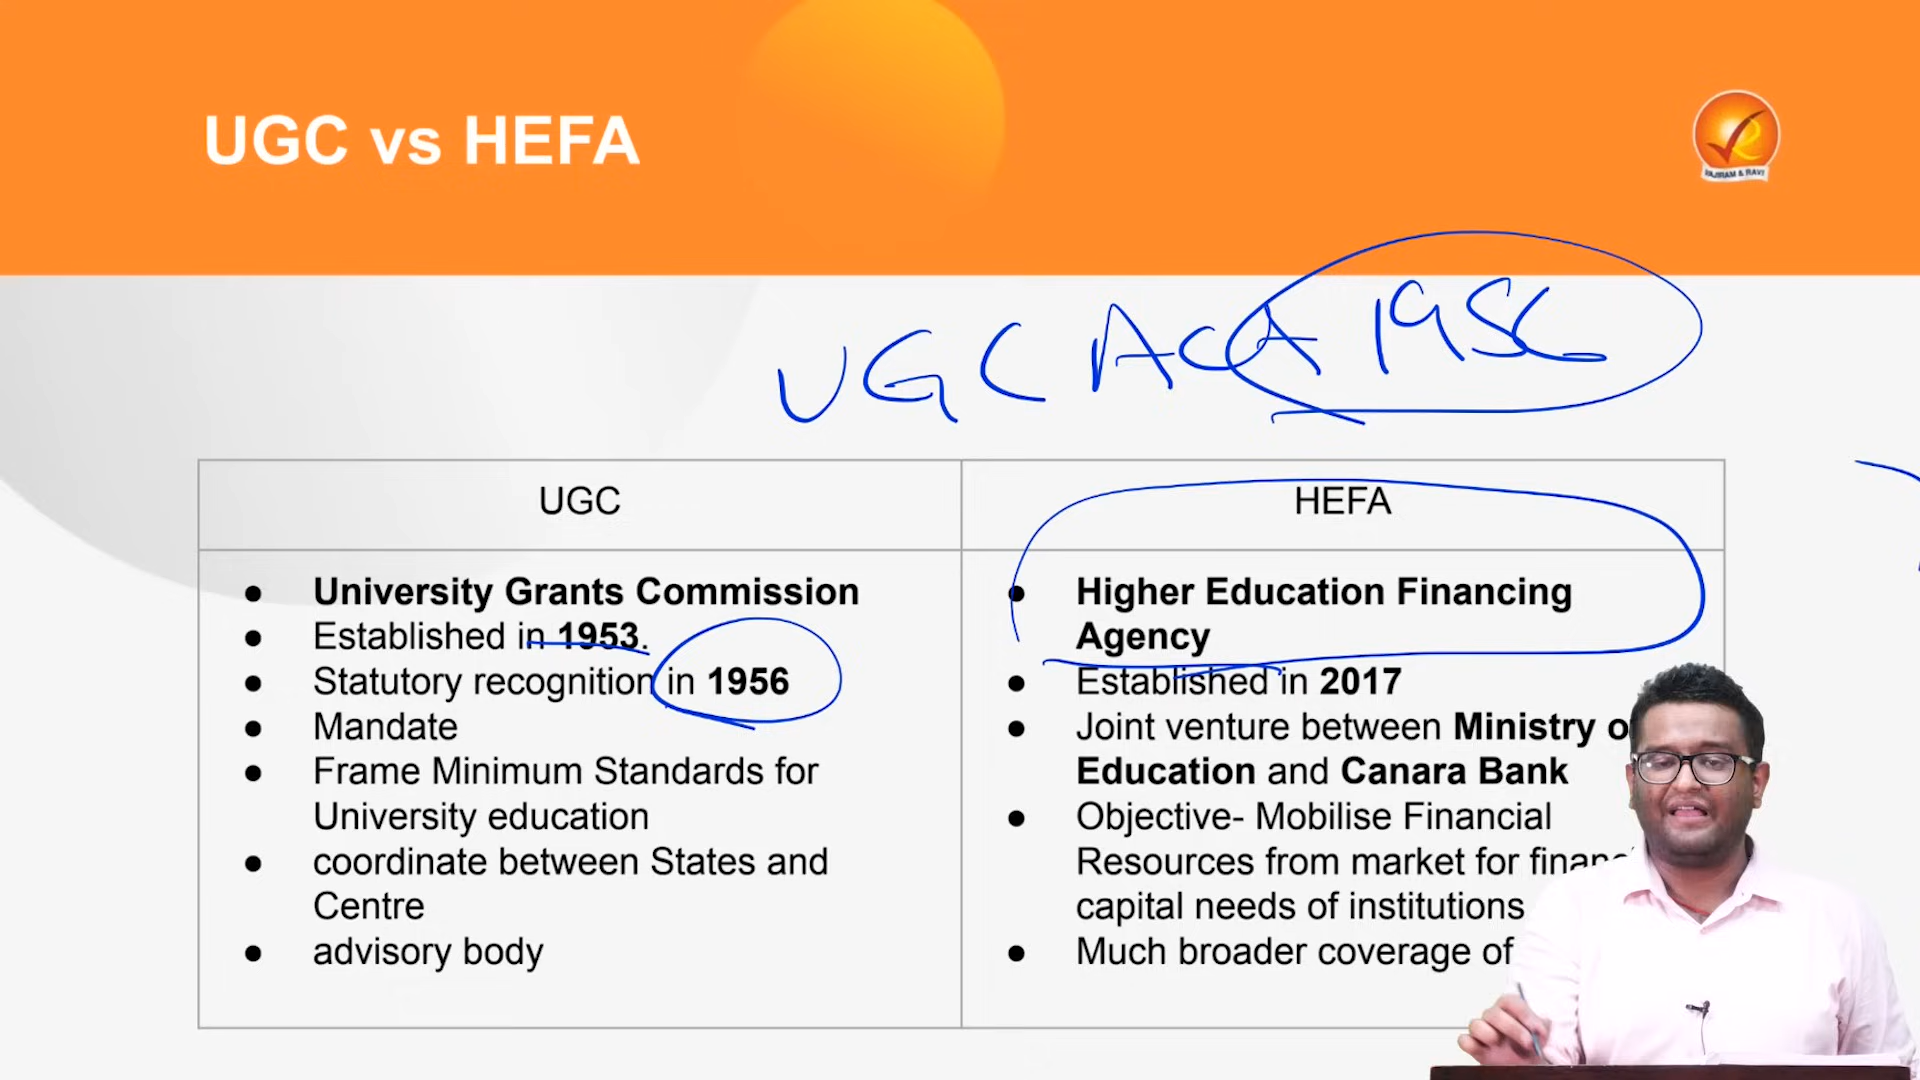 UGC vs HEFA
VAJIRAM & RAVI
UGC Act 1956
UGC
● University Grants Commission
● Established in 1953.
● Statutory recognition in 1956
● Mandate
● Frame Minimum Standards for
University education
● coordinate between States and
Centre
● advisory body
HEFA
● Higher Education Financing
Agency
● Established in 2017
● Joint venture between Ministry
Education and Canara Bank
● Objective- Mobilise Financial
Resources from market for
capital needs of institutions
● Much broader coverage of